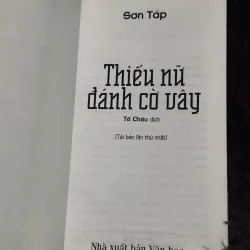 Sơn Táp
Thiếu nữ
đánh cờ vây
Tố Châu dịch
(Tái bản lần thứ nhất)
Nhà xuất bản Văn học